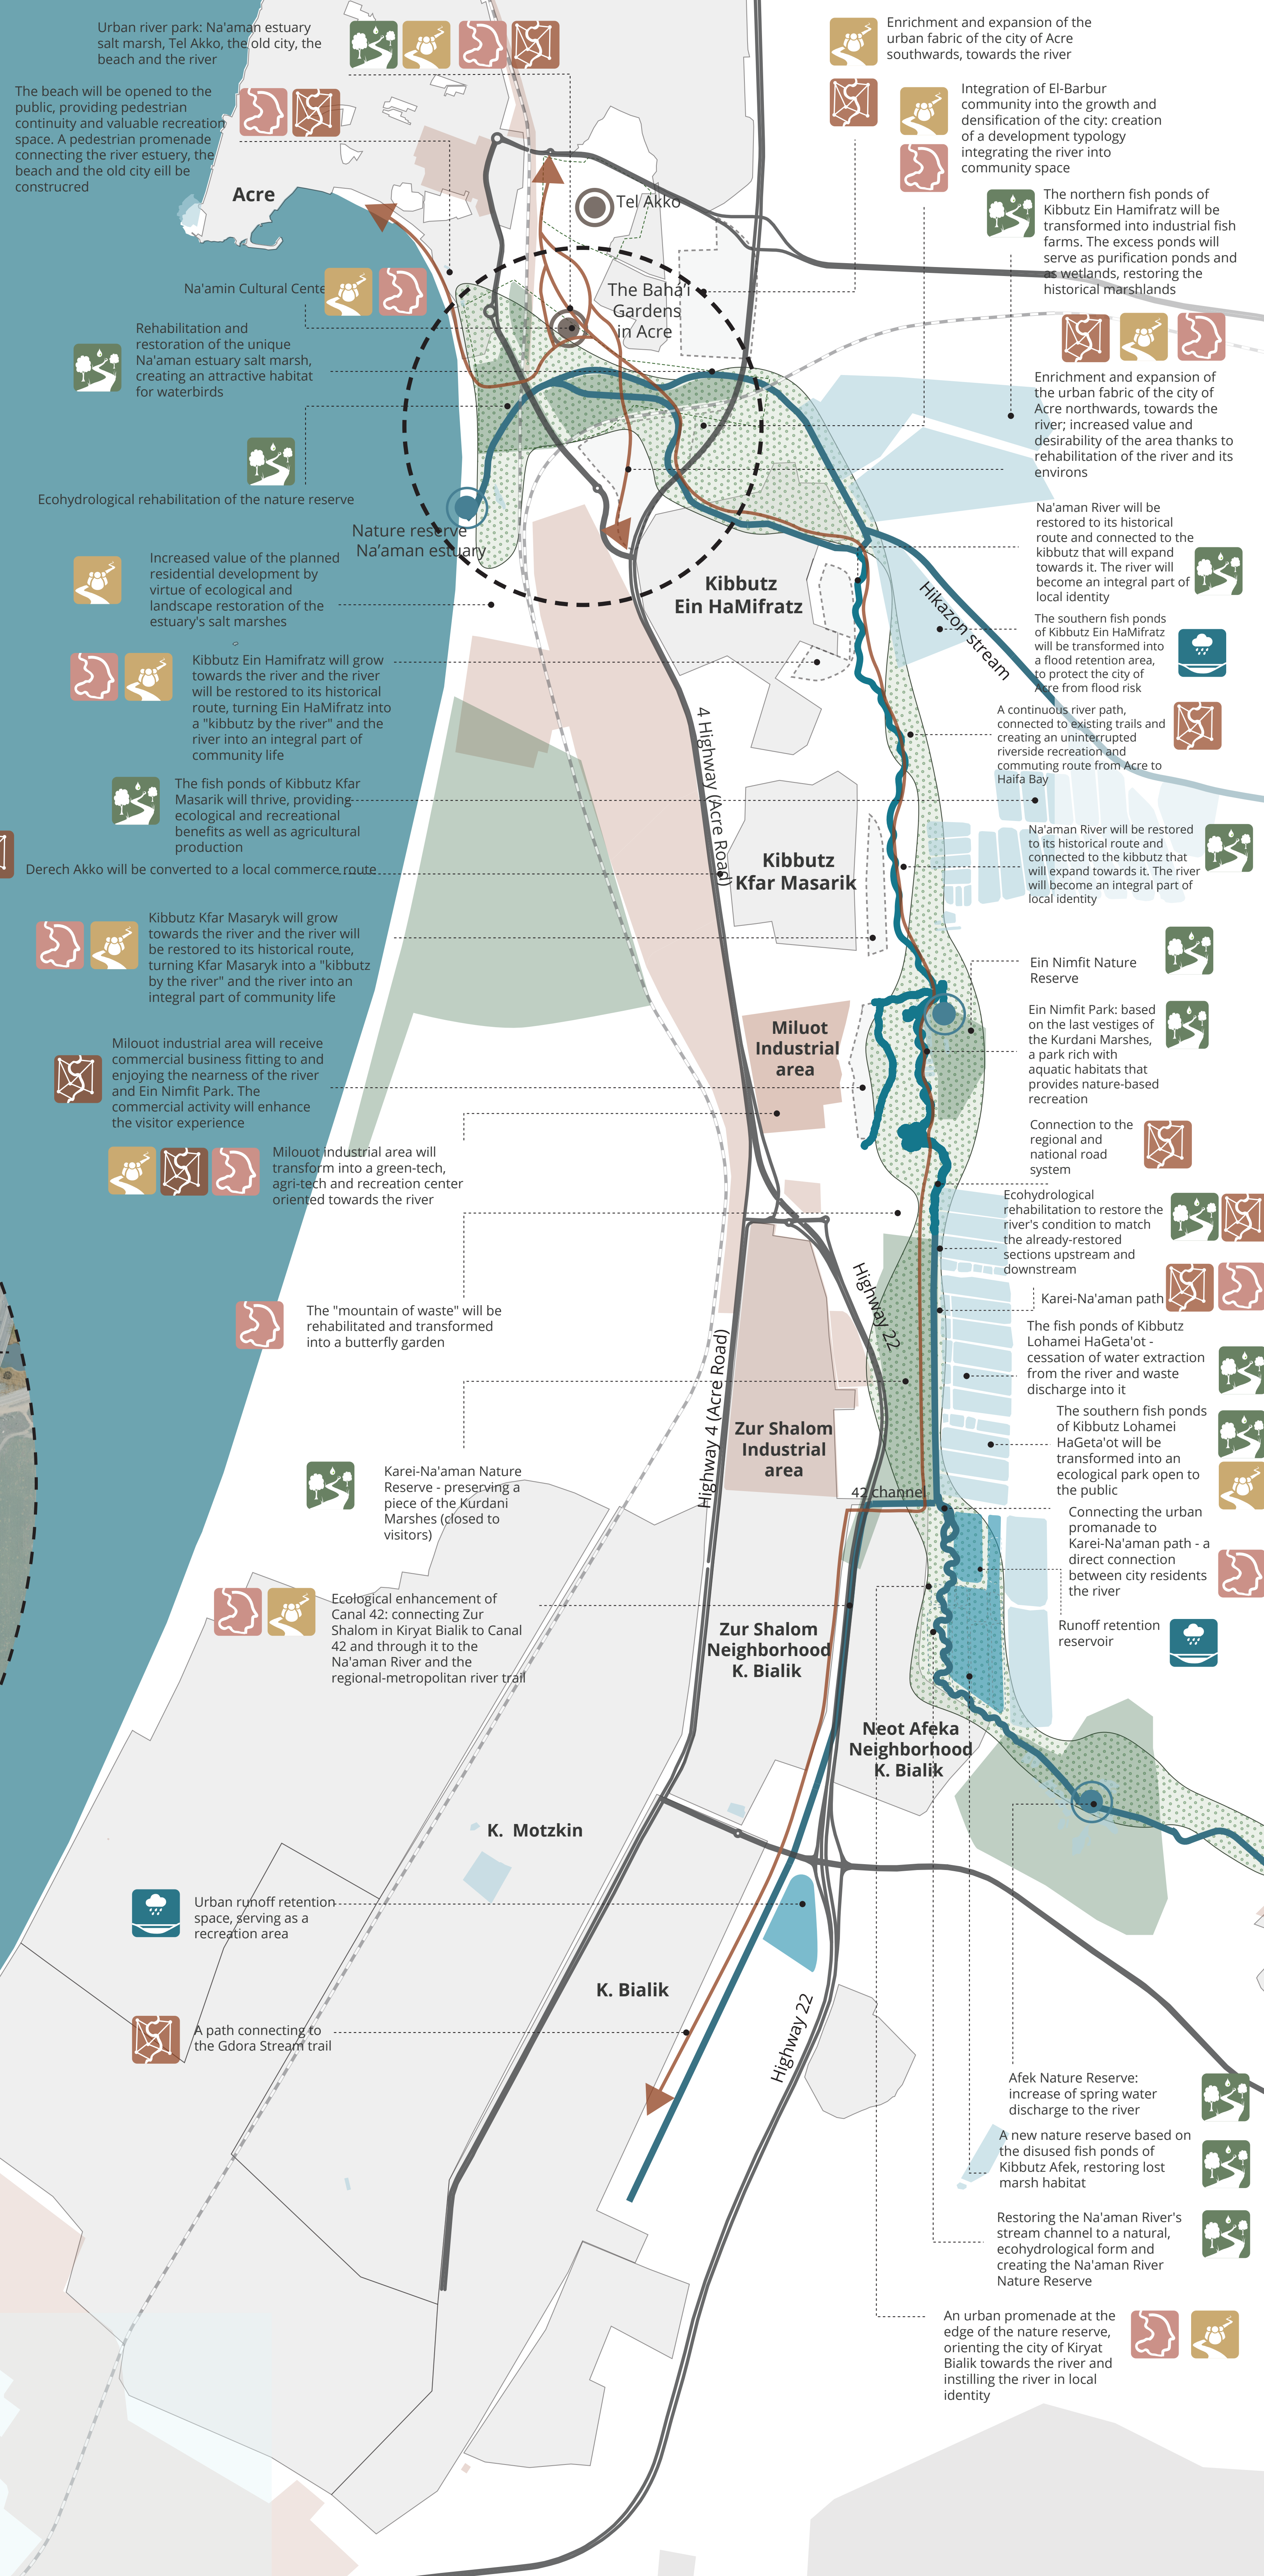 Urban river park: Na'aman estuary
salt marsh, Tel Akko, the old city, the
beach and the river
The beach will be opened to the
public, providing pedestrian
continuity and valuable recreation
space. A pedestrian promenade
connecting the river estuery, the
beach and the old city eill be
construcred
Acre
Tel Akko
Enrichment and expansion of the
urban fabric of the city of Acre
southwards, towards the river
Integration of El-Barbur
community into the growth and
densification of the city: creation
of a development typology
integrating the river into
community space
The northern fish ponds of
Kibbutz Ein Hamifratz will be
transformed into industrial fish
farms. The excess ponds will
serve as purification ponds and
as wetlands, restoring the
historical marshlands
Na'amin Cultural Cente
The Baha'i
Gardens
in Acre
Rehabilitation and
restoration of the unique
Na'aman estuary salt marsh,
creating an attractive habitat
for waterbirds
Enrichment and expansion of
the urban fabric of the city of
Acre northwards, towards the
river; increased value and
desirability of the area thanks to
rehabilitation of the river and its
environs
Ecohydrological rehabilitation of the nature reserve
Nature reserve
Na'aman estuary
Na'aman River will be
restored to its historical
route and connected to the
kibbutz that will expand
towards it. The river will
become an integral part of
local identity
Increased value of the planned
residential development by
virtue of ecological and
landscape restoration of the
estuary's salt marshes
Kibbutz
Ein HaMifratz
Hikazon stream
The southern fish ponds
of Kibbutz Ein HaMifratz
will be transformed into
a flood retention area,
to protect the city of
Acre from flood risk
Kibbutz Ein Hamifratz will grow
towards the river and the river
will be restored to its historical
route, turning Ein HaMifratz into
a "kibbutz by the river" and the
river into an integral part of
community life
4 Highway (Acre Road)
A continuous river path,
connected to existing trails and
creating an uninterrupted
riverside recreation and
commuting route from Acre to
Haifa Bay
The fish ponds of Kibbutz Kfar
Masarik will thrive, providing
ecological and recreational
benefits as well as agricultural
production
Derech Akko will be converted to a local commerce route
Kibbutz
Kfar Masarik
Na'aman River will be restored
to its historical route and
connected to the kibbutz that
will expand towards it. The river
will become an integral part of
local identity
Kibbutz Kfar Masaryk will grow
towards the river and the river will
be restored to its historical route,
turning Kfar Masaryk into a "kibbutz
by the river" and the river into an
integral part of community life
Ein Nimfit Nature
Reserve
Ein Nimfit Park: based
on the last vestiges of
the Kurdani Marshes,
a park rich with
aquatic habitats that
provides nature-based
recreation
Miluot
Industrial
area
Milouot industrial area will receive
commercial business fitting to and
enjoying the nearness of the river
and Ein Nimfit Park. The
commercial activity will enhance
the visitor experience
Connection to the
regional and
national road
system
Milouot industrial area will
transform into a green-tech,
agri-tech and recreation center
oriented towards the river
Ecohydrological
rehabilitation to restore the
river's condition to match
the already-restored
sections upstream and
downstream
Highway 22
Karei-Na'aman path
The "mountain of waste" will be
rehabilitated and transformed
into a butterfly garden
The fish ponds of Kibbutz
Lohamei HaGeta'ot -
cessation of water extraction
from the river and waste
discharge into it
Highway 4 (Acre Road)
Zur Shalom
Industrial
area
The southern fish ponds
of Kibbutz Lohamei
HaGeta'ot will be
transformed into an
ecological park open to
the public
Karei-Na'aman Nature
Reserve - preserving a
piece of the Kurdani
Marshes (closed to
visitors)
42 channel
Connecting the urban
promanade to
Karei-Na'aman path - a
direct connection
between city residents
the river
Ecological enhancement of
Canal 42: connecting Zur
Shalom in Kiryat Bialik to Canal
42 and through it to the
Na'aman River and the
regional-metropolitan river trail
Zur Shalom
Neighborhood
K. Bialik
Runoff retention
reservoir
Neot Afeka
Neighborhood
K. Bialik
K. Motzkin
Urban runoff retention
space, serving as a
recreation area
K. Bialik
A path connecting to
the Gdora Stream trail
Highway 22
Afek Nature Reserve:
increase of spring water
discharge to the river
A new nature reserve based on
the disused fish ponds of
Kibbutz Afek, restoring lost
marsh habitat
Restoring the Na'aman River's
stream channel to a natural,
ecohydrological form and
creating the Na'aman River
Nature Reserve
An urban promenade at the
edge of the nature reserve,
orienting the city of Kiryat
Bialik towards the river and
instilling the river in local
identity